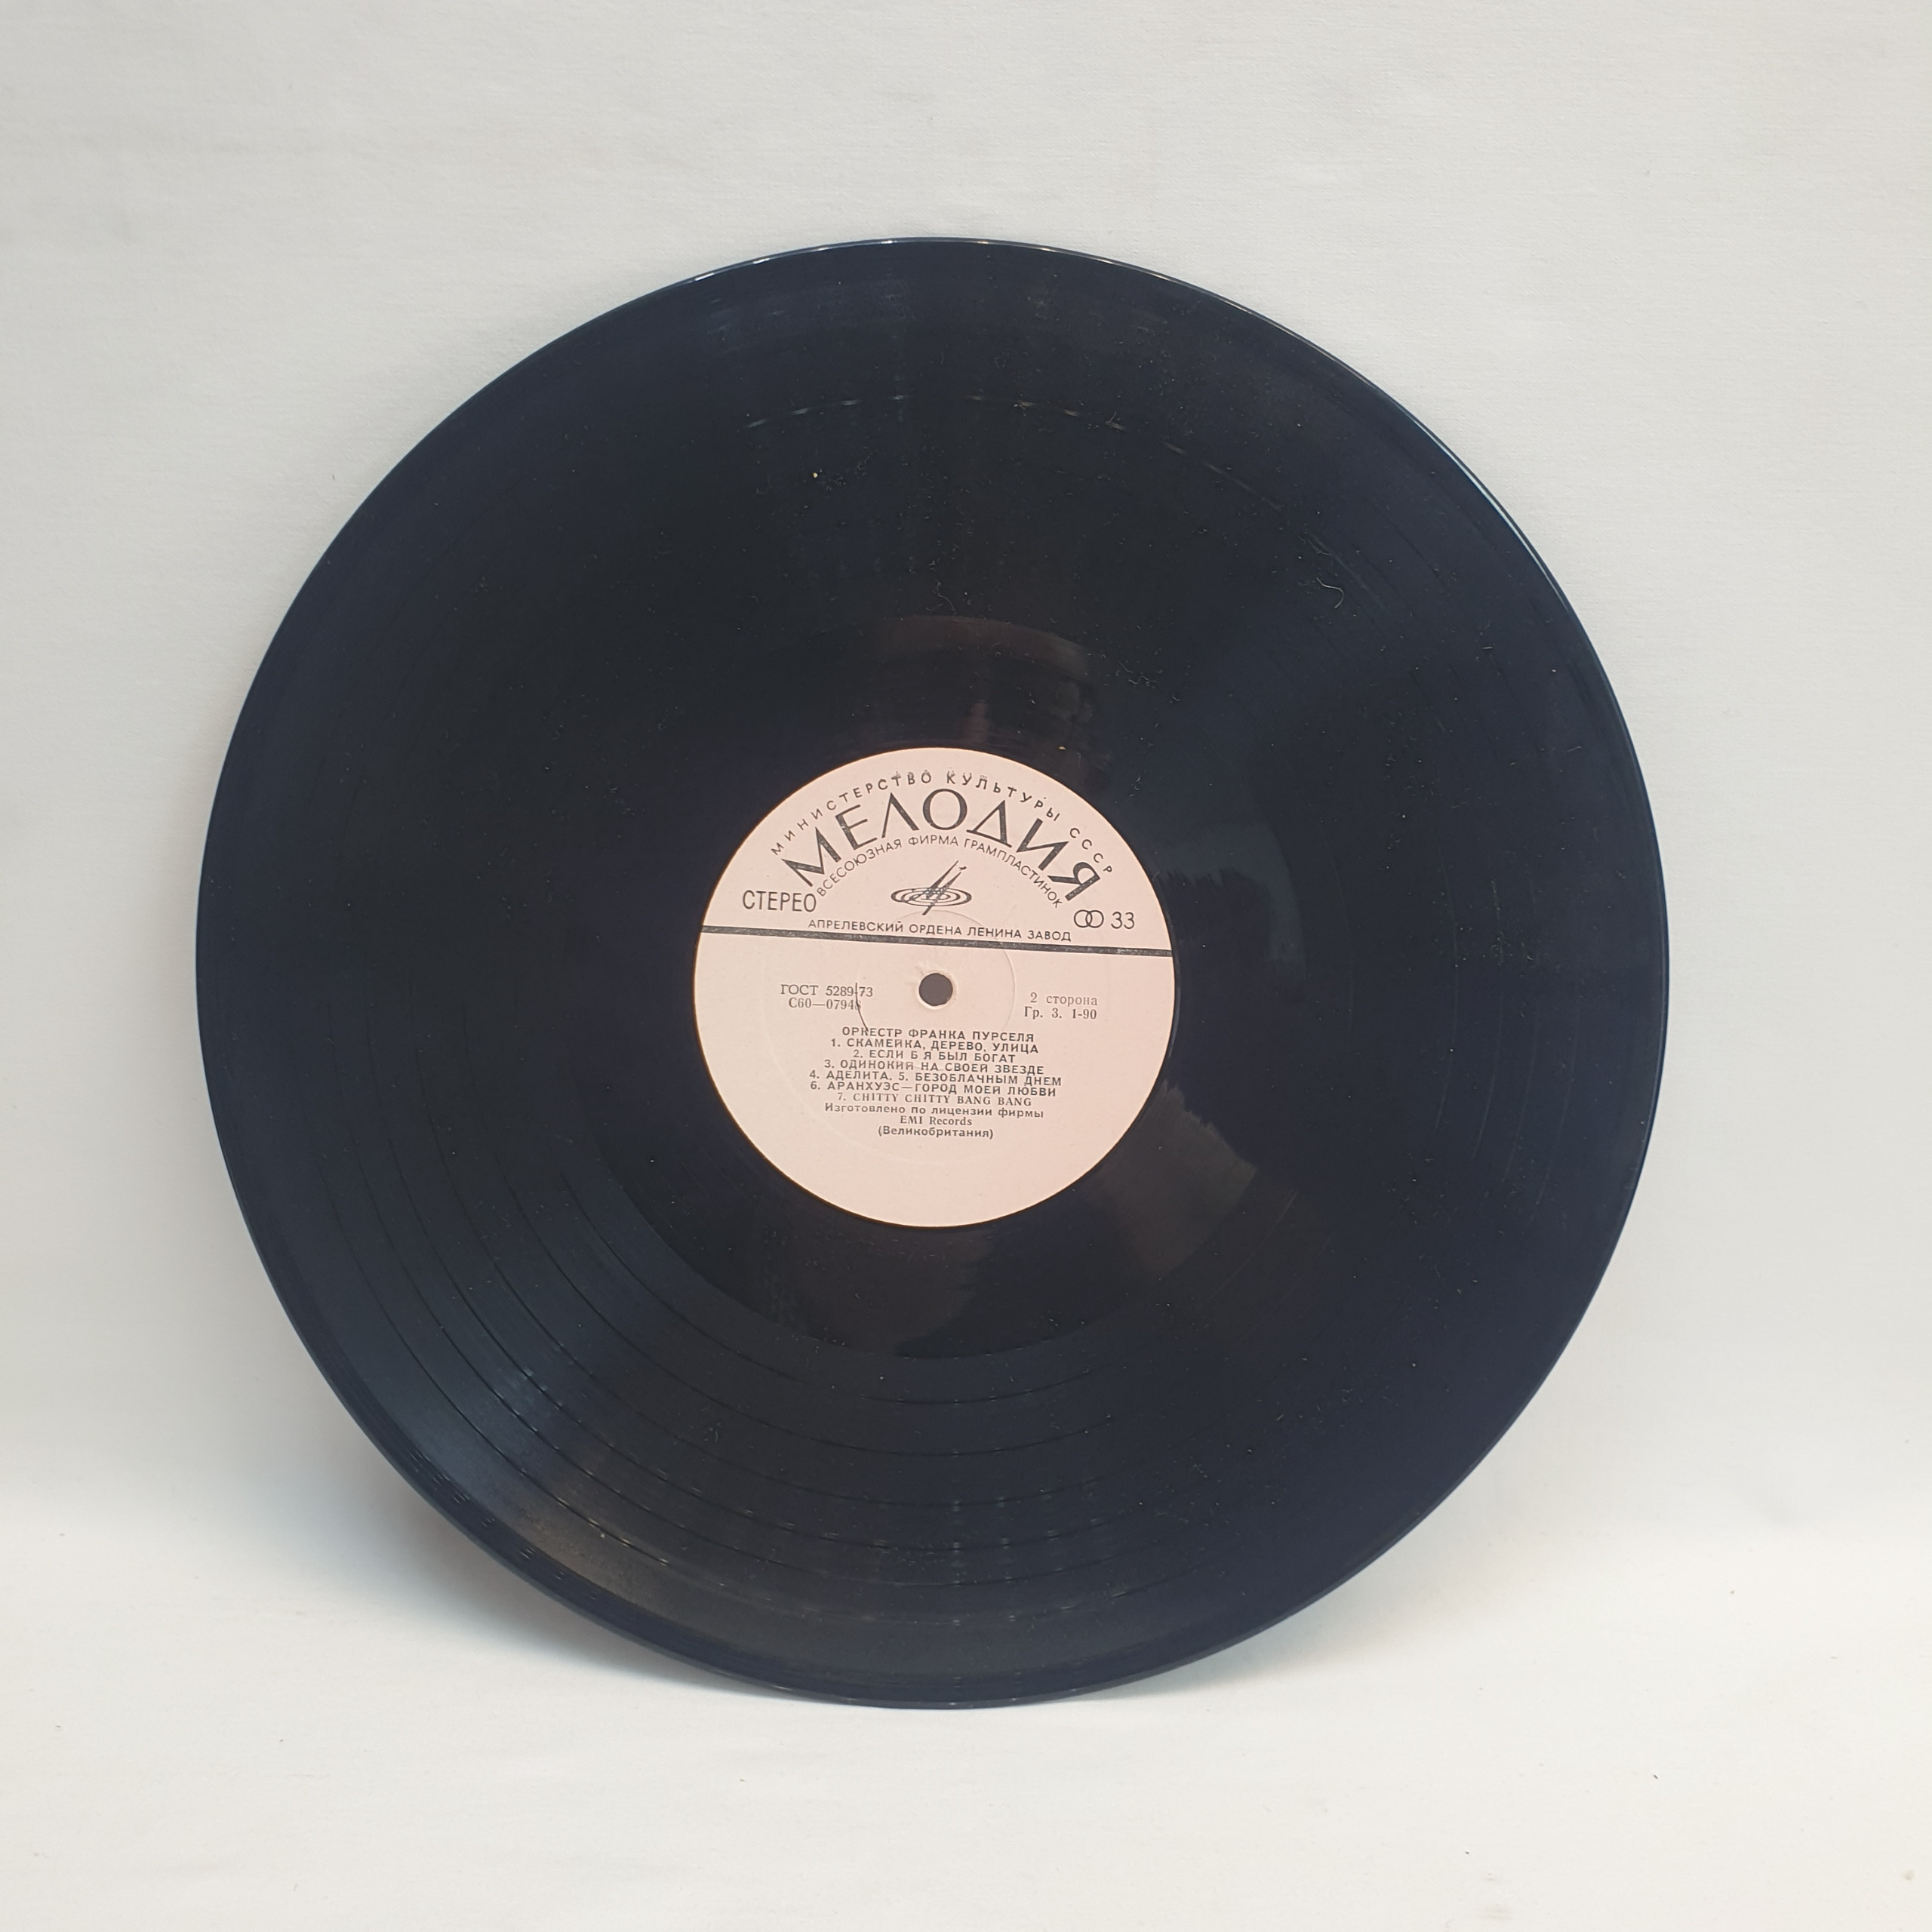 МИНИСТЕРСТВО КУЛЬТУРЫ СССР
МЕЛОДИЯ
ВСЕСОЮЗНАЯ ФИРМА ГРАМПЛАСТИНОК
СТЕРЕО
33
АПРЕЛЕВСКИЙ ОРДЕНА ЛЕНИНА ЗАВОД
ГОСТ 5289-73
2 сторона
Гр. 3. 1-90
ОРКЕСТР ФРАНКА ПУРСЕЛЯ
1. СКАМЕЙКА, ДЕРЕВО, УЛИЦА
2. ЕСЛИ Б Я БЫЛ БОГАТ
3. ОДИНОКИЙ НА СВОЕЙ ЗВЕЗДЕ
4. АДЕЛИТА. 5. БЕЗОБЛАЧНЫМ ДНЕМ
6. АРАНХУЭС—ГОРОД МОЕЙ ЛЮБВИ
7. CHITTY CHITTY BANG BANG
Изготовлено по лицензии фирмы
EMI Records
(Великобритания)